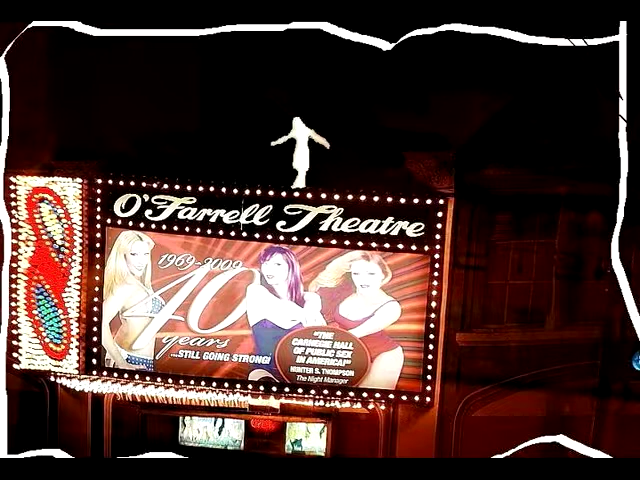 O'Farrell Theatre
1969-2009
40
years
...STILL GOING STRONG!
"THE
CARNEGIE HALL
OF PUBLIC SEX
IN AMERICA!"
HUNTER S. THOMPSON
The Night Manager